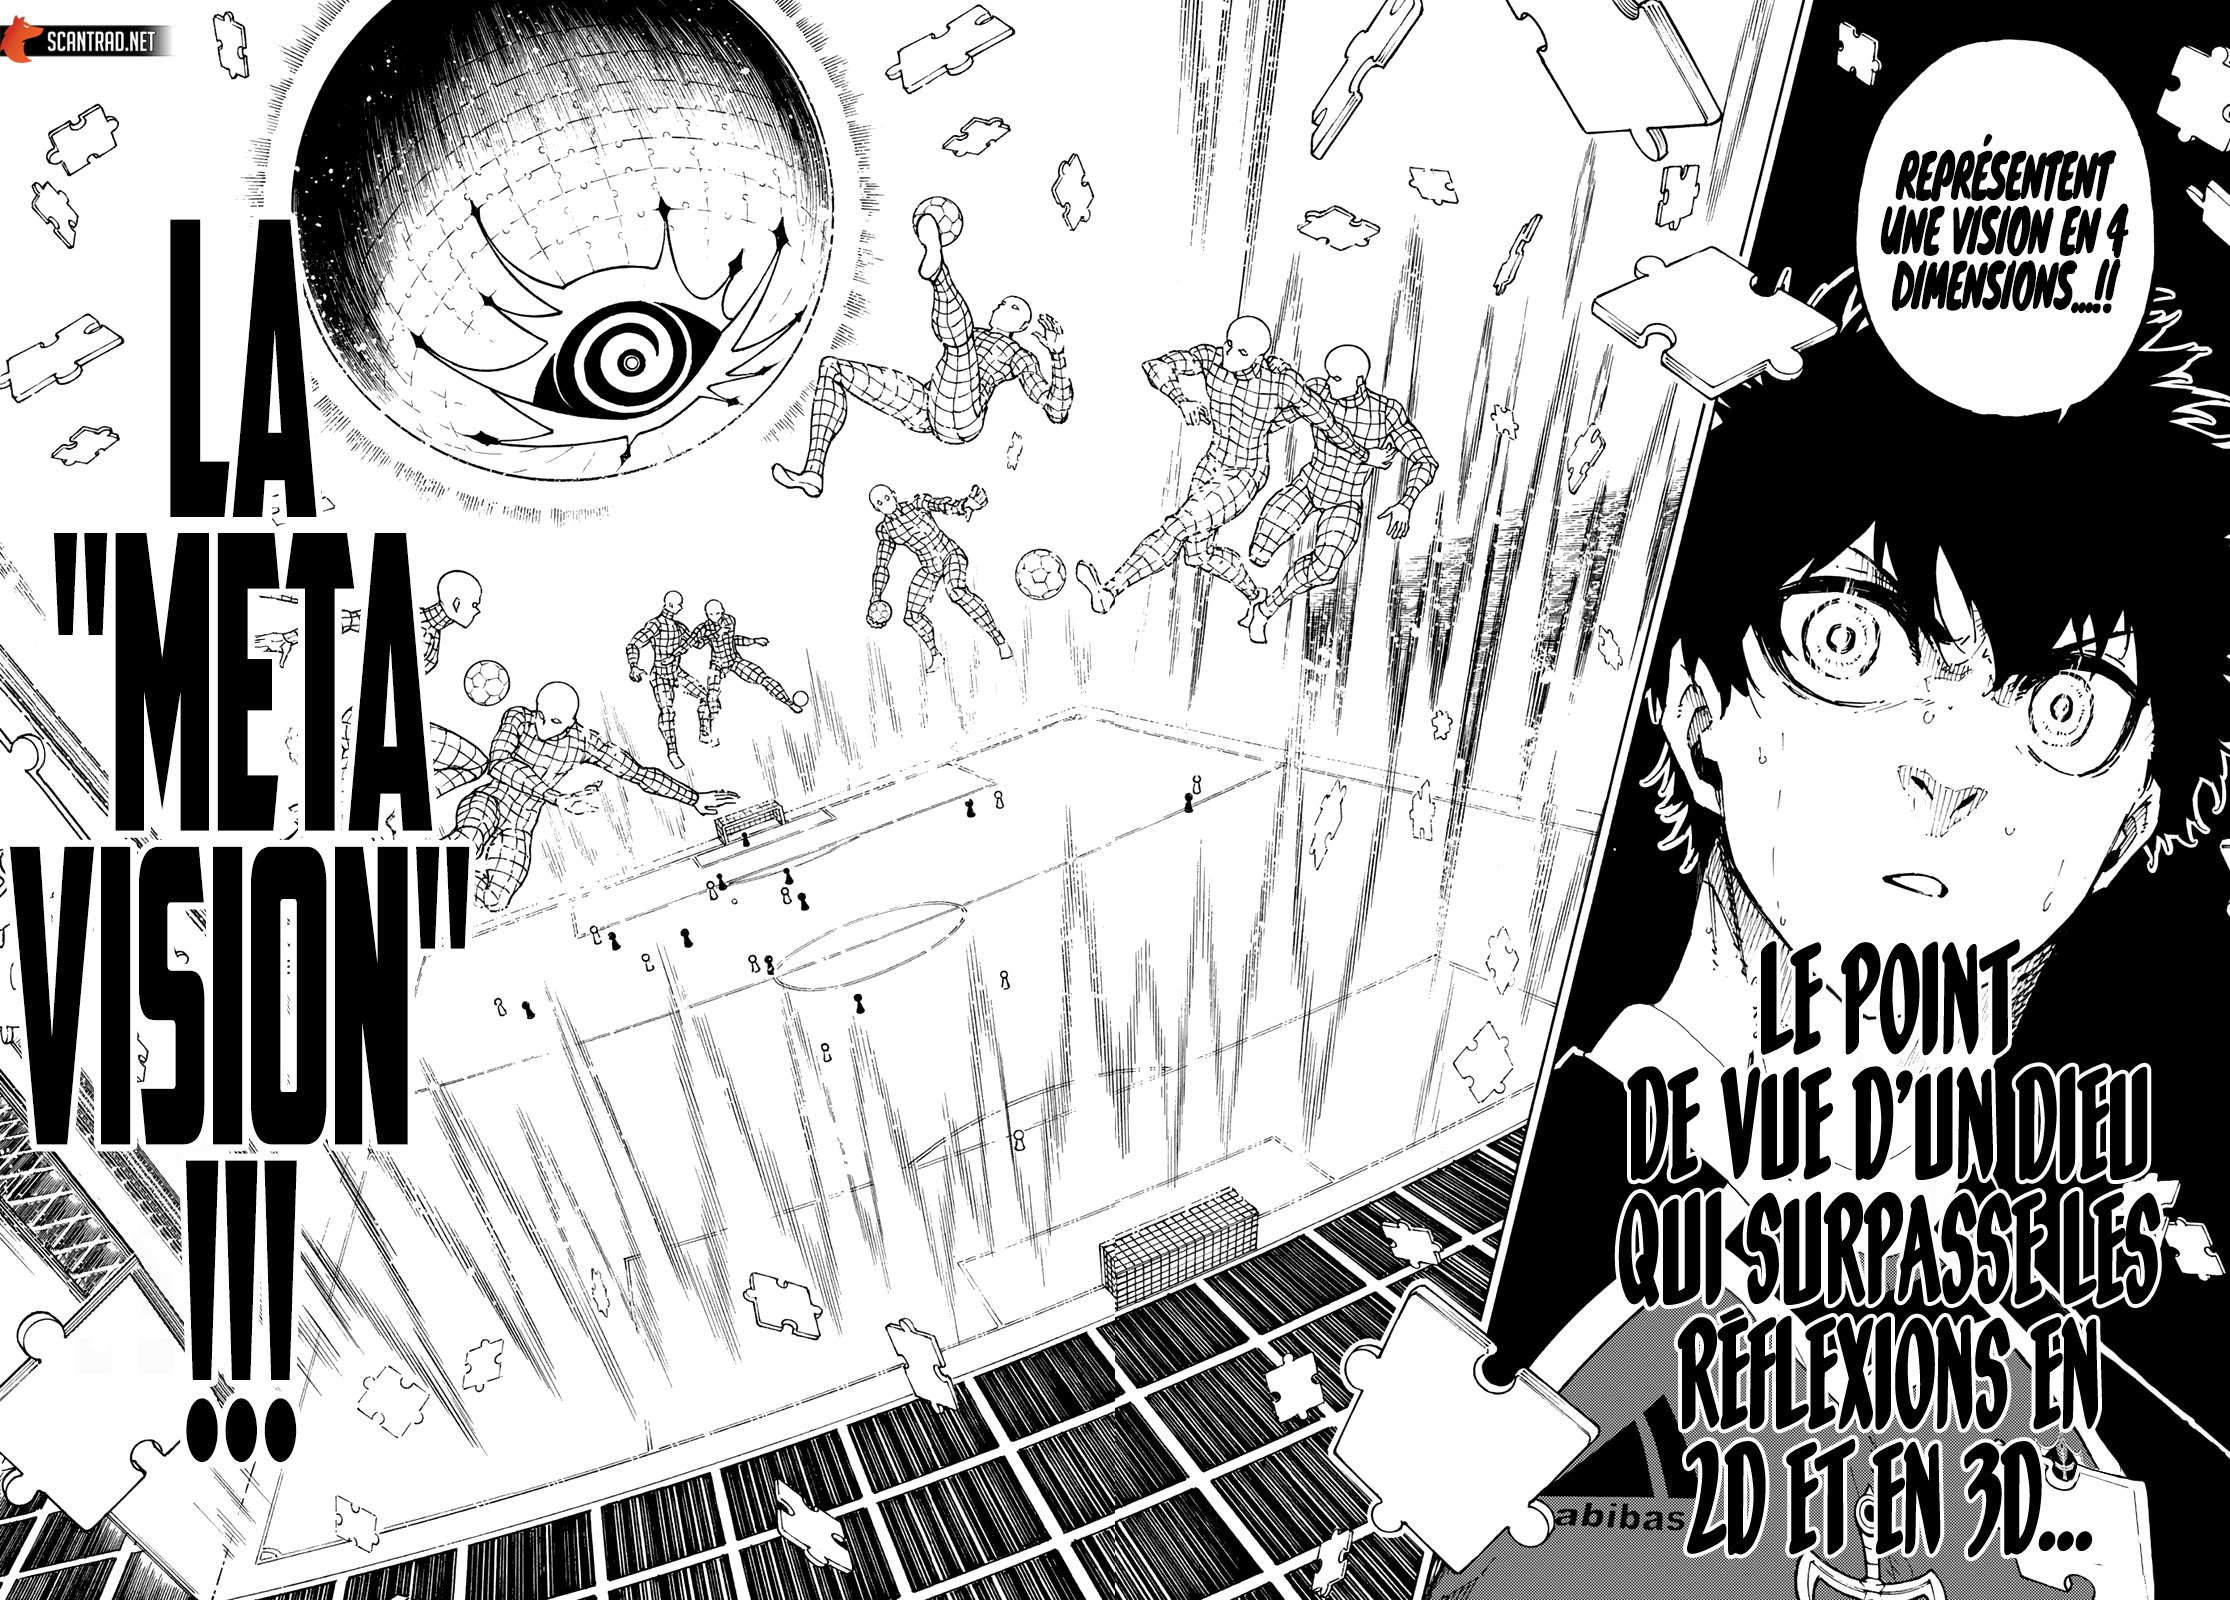 SCANTRAD.NET
REPRÉSENTENT
UNE VISION EN 4
DIMENSIONS...!!
LE POINT
DE VUE D'UN DIEU
QUI SURPASSE LES
RÉFLEXIONS EN
2D ET EN 3D...
abibas
LA
"META
VISION"
!!!